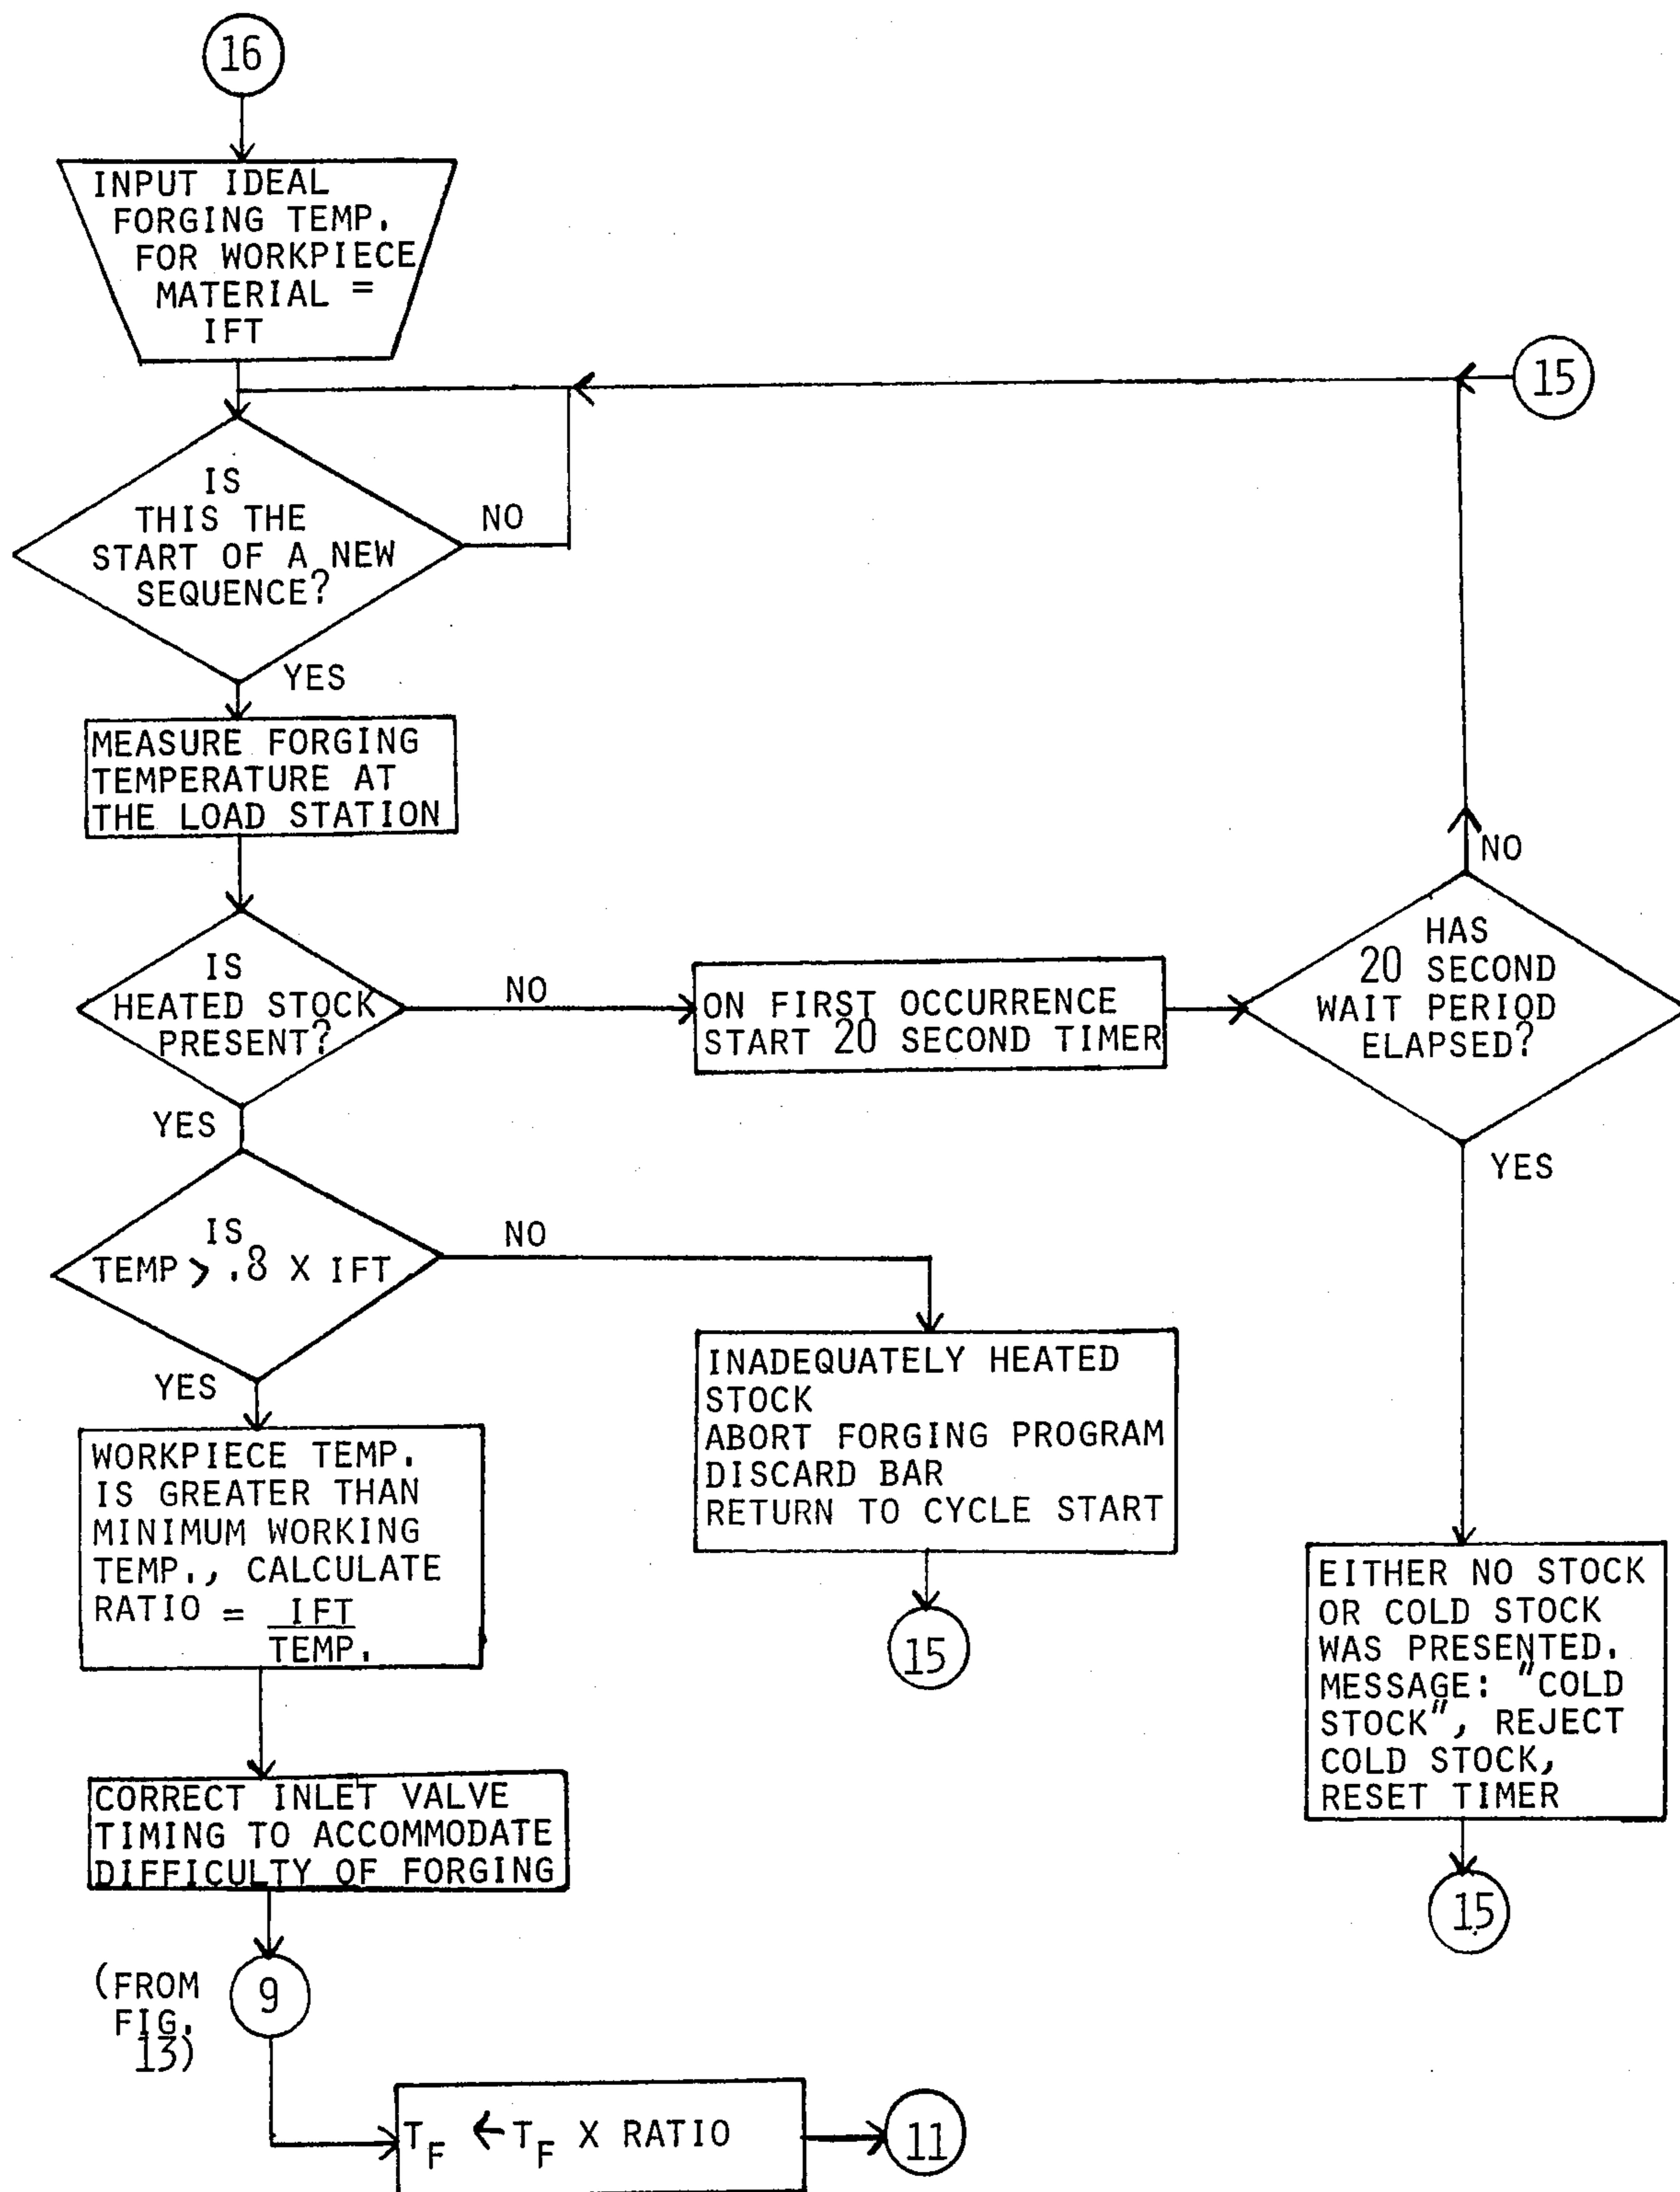 16
INPUT IDEAL
FORGING TEMP.
FOR WORKPIECE
MATERIAL =
IFT
15
IS
THIS THE
START OF A NEW
SEQUENCE?
NO
YES
MEASURE FORGING
TEMPERATURE AT
THE LOAD STATION
IS
HEATED STOCK
PRESENT?
NO
YES
ON FIRST OCCURRENCE
START 20 SECOND TIMER
NO
HAS
20 SECOND
WAIT PERIOD
ELAPSED?
YES
IS
TEMP > .8 X IFT
NO
YES
INADEQUATELY HEATED
STOCK
ABORT FORGING PROGRAM
DISCARD BAR
RETURN TO CYCLE START
15
WORKPIECE TEMP.
IS GREATER THAN
MINIMUM WORKING
TEMP., CALCULATE
RATIO = IFT
TEMP.
EITHER NO STOCK
OR COLD STOCK
WAS PRESENTED.
MESSAGE: "COLD
STOCK", REJECT
COLD STOCK,
RESET TIMER
15
CORRECT INLET VALVE
TIMING TO ACCOMMODATE
DIFFICULTY OF FORGING
(FROM
FIG.
13)
9
TF ← TF X RATIO
11